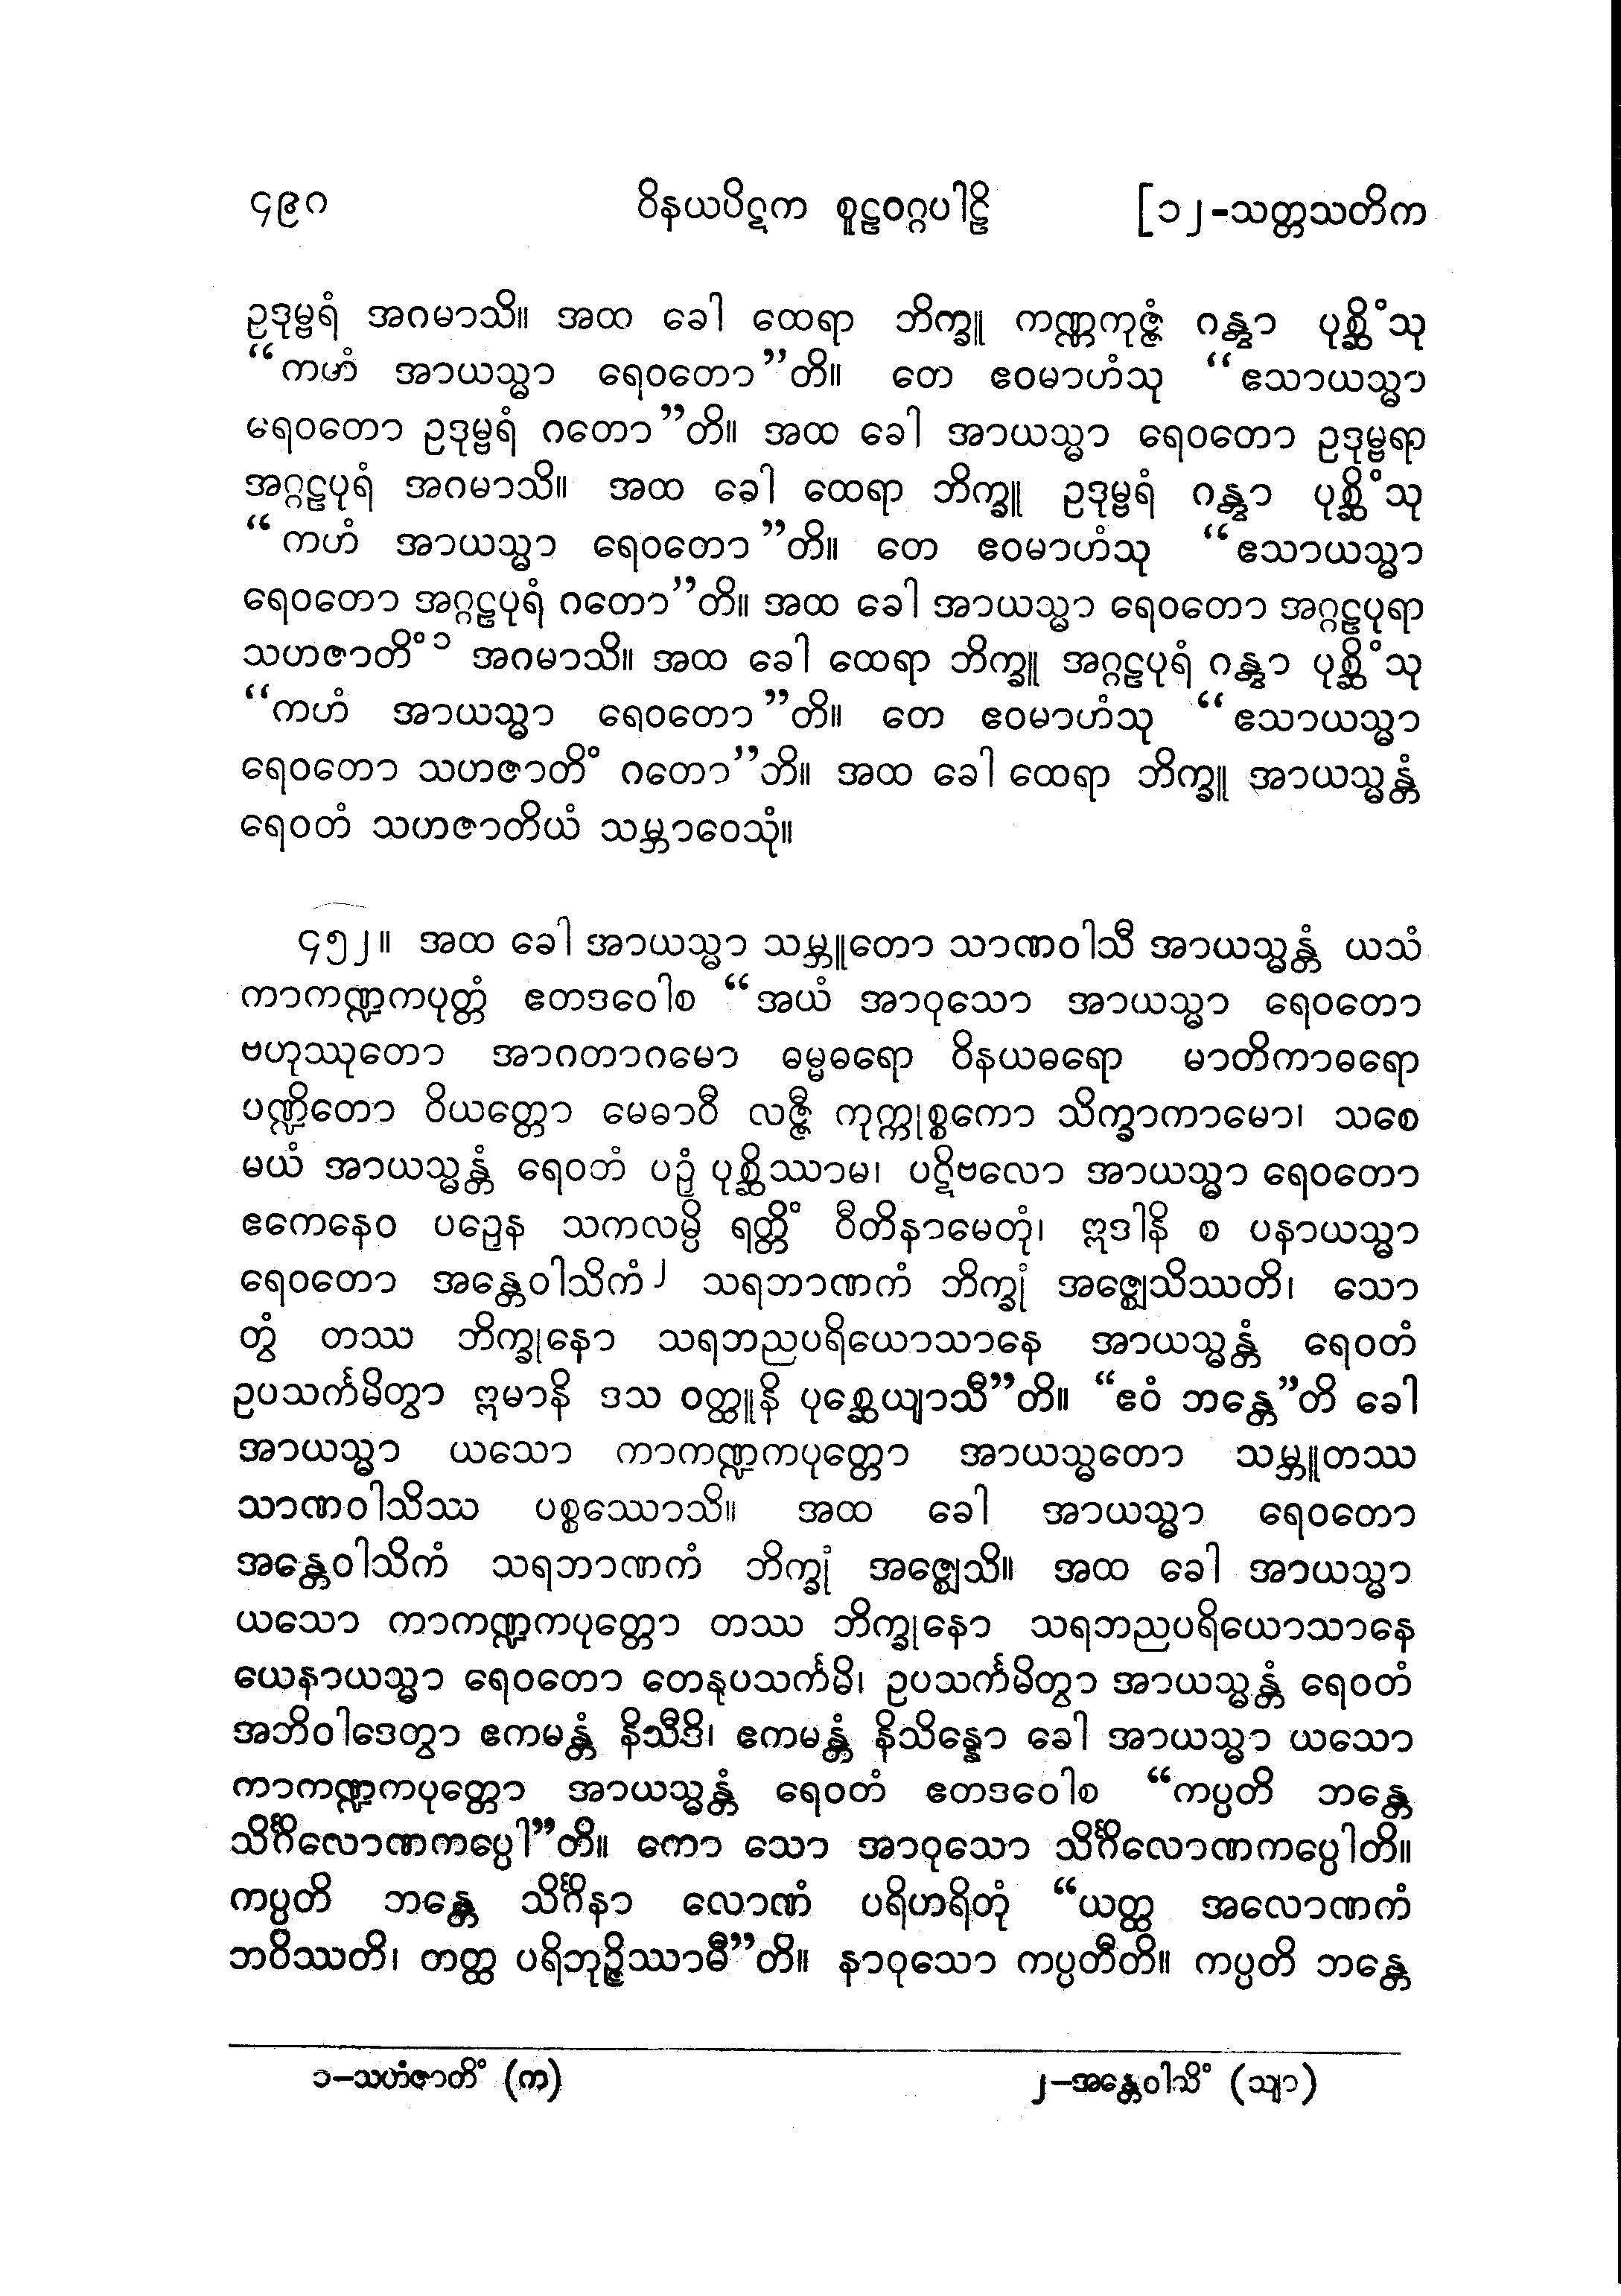 ၄၉၈ ဝိနယပိဋက စူဠဝဂ္ဂပါဠိ [၁၂-သတ္တသတိက
ဥဒုမ္ဗရံ အဂမာသိ။ အထ ခေါ ထေရာ ဘိက္ခူ ကဏ္ဏကုဇ္ဇံ ဂန္တွာ ပုစ္ဆိံသု
“ကဟံ အာယသ္မာ ရေဝတော”တိ။ တေ ဧဝမာဟံသု “ဧသာယသ္မာ
ရေဝတော ဥဒုမ္ဗရံ ဂတော”တိ။ အထ ခေါ အာယသ္မာ ရေဝတော ဥဒုမ္ဗရာ
အဂ္ဂဠပုရံ အဂမာသိ။ အထ ခေါ ထေရာ ဘိက္ခူ ဥဒုမ္ဗရံ ဂန္တွာ ပုစ္ဆိံသု
“ကဟံ အာယသ္မာ ရေဝတော”တိ။ တေ ဧဝမာဟံသု “ဧသာယသ္မာ
ရေဝတော အဂ္ဂဠပုရံ ဂတော”တိ။ အထ ခေါ အာယသ္မာ ရေဝတော အဂ္ဂဠပုရာ
သဟဇာတိံ ၁ အဂမာသိ။ အထ ခေါ ထေရာ ဘိက္ခူ အဂ္ဂဠပုရံ ဂန္တွာ ပုစ္ဆိံသု
“ကဟံ အာယသ္မာ ရေဝတော”တိ။ တေ ဧဝမာဟံသု “ဧသာယသ္မာ
ရေဝတော သဟဇာတိံ ဂတော”တိ။ အထ ခေါ ထေရာ ဘိက္ခူ အာယသ္မန္တံ
ရေဝတံ သဟဇာတိယံ သမ္ဘာဝေသုံ။
၄၅၂။ အထ ခေါ အာယသ္မာ သမ္ဘူတော သာဏဝါသီ အာယသ္မန္တံ ယသံ
ကာကဏ္ဍကပုတ္တံ ဧတဒဝေါစ “အယံ အာဝုသော အာယသ္မာ ရေဝတော
ဗဟုဿုတော အာဂတာဂမော ဓမ္မဓရော ဝိနယဓရော မာတိကာဓရော
ပဏ္ဍိတော ဝိယတ္တော မေဓာဝီ လဇ္ဇီ ကုက္ကုစ္စကော သိက္ခာကာမော၊ သစေ
မယံ အာယသ္မန္တံ ရေဝတံ ပဉှံ ပုစ္ဆိဿာမ၊ ပဋိဗလော အာယသ္မာ ရေဝတော
ဧကေနေဝ ပဉှေန သကလမ္ပိ ရတ္တိံ ဝီတိနာမေတုံ၊ ဣဒါနိ စ ပနာယသ္မာ
ရေဝတော အန္တေဝါသိကံ ၂ သရဘာဏကံ ဘိက္ခုံ အဇ္ဈေသိဿတိ၊ သော
တွံ တဿ ဘိက္ခုနော သရဘညပရိယောသာနေ အာယသ္မန္တံ ရေဝတံ
ဥပသင်္ကမိတွာ ဣမာနိ ဒသ ဝတ္ထူနိ ပုစ္ဆေယျာသီ”တိ။ “ဧဝံ ဘန္တေ”တိ ခေါ
အာယသ္မာ ယသော ကာကဏ္ဍကပုတ္တော အာယသ္မတော သမ္ဘူတဿ
သာဏဝါသိဿ ပစ္စဿောသိ။ အထ ခေါ အာယသ္မာ ရေဝတော
အန္တေဝါသိကံ သရဘာဏကံ ဘိက္ခုံ အဇ္ဈေသိ။ အထ ခေါ အာယသ္မာ
ယသော ကာကဏ္ဍကပုတ္တော တဿ ဘိက္ခုနော သရဘညပရိယောသာနေ
ယေနာယသ္မာ ရေဝတော တေနုပသင်္ကမိ၊ ဥပသင်္ကမိတွာ အာယသ္မန္တံ ရေဝတံ
အဘိဝါဒေတွာ ဧကမန္တံ နိသီဒိ၊ ဧကမန္တံ နိသိန္နော ခေါ အာယသ္မာ ယသော
ကာကဏ္ဍကပုတ္တော အာယသ္မန္တံ ရေဝတံ ဧတဒဝေါစ “ကပ္ပတိ ဘန္တေ
သိင်္ဂိလောဏကပ္ပေါ”တိ။ ကော သော အာဝုသော သိင်္ဂိလောဏကပ္ပေါတိ။
ကပ္ပတိ ဘန္တေ သိင်္ဂိနာ လောဏံ ပရိဟရိတုံ “ယတ္ထ အလောဏကံ
ဘဝိဿတိ၊ တတ္ထ ပရိဘုဉ္ဇိဿာမီ”တိ။ နာဝုသော ကပ္ပတီတိ။ ကပ္ပတိ ဘန္တေ
၁-သဟံဇာတိံ (က) ၂-အန္တေဝါသိံ (သျာ)